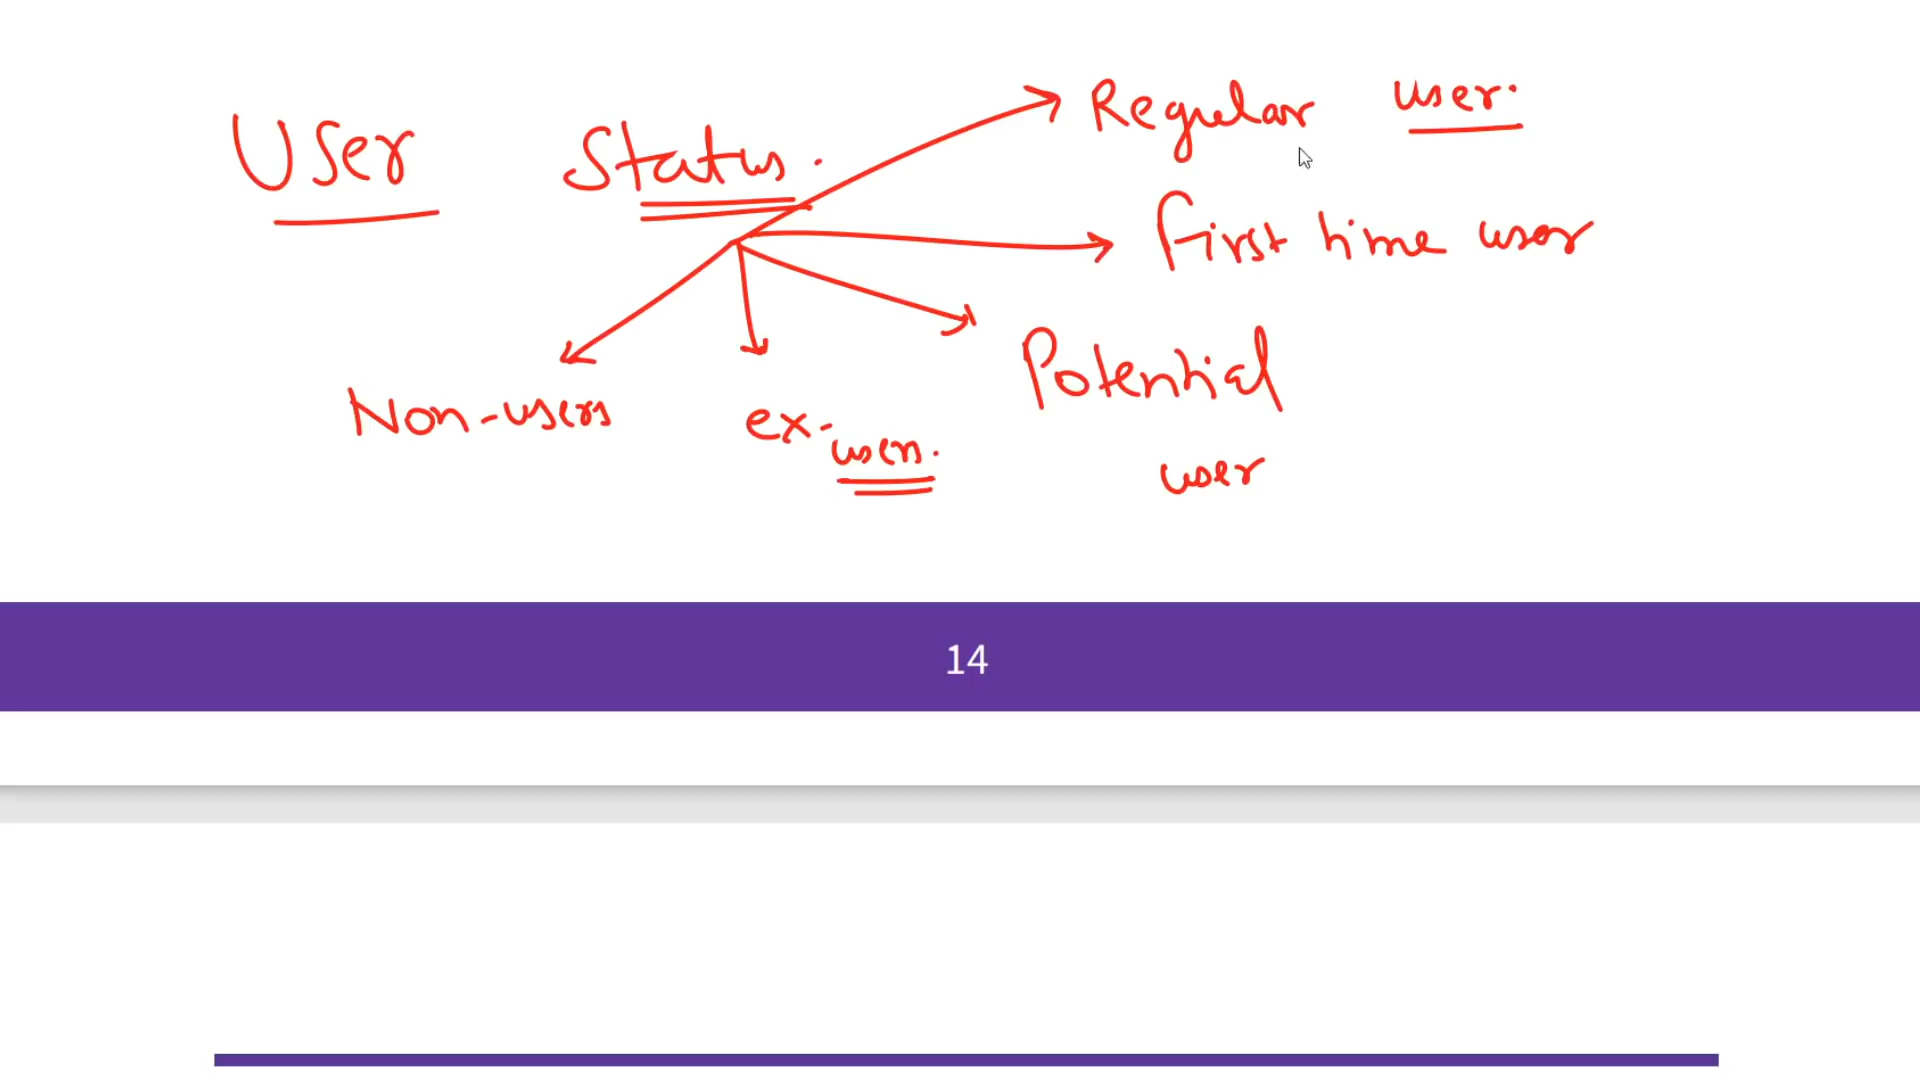 User Status.
Regular user.
First time user
Potential
user
ex-users.
Non-users
14